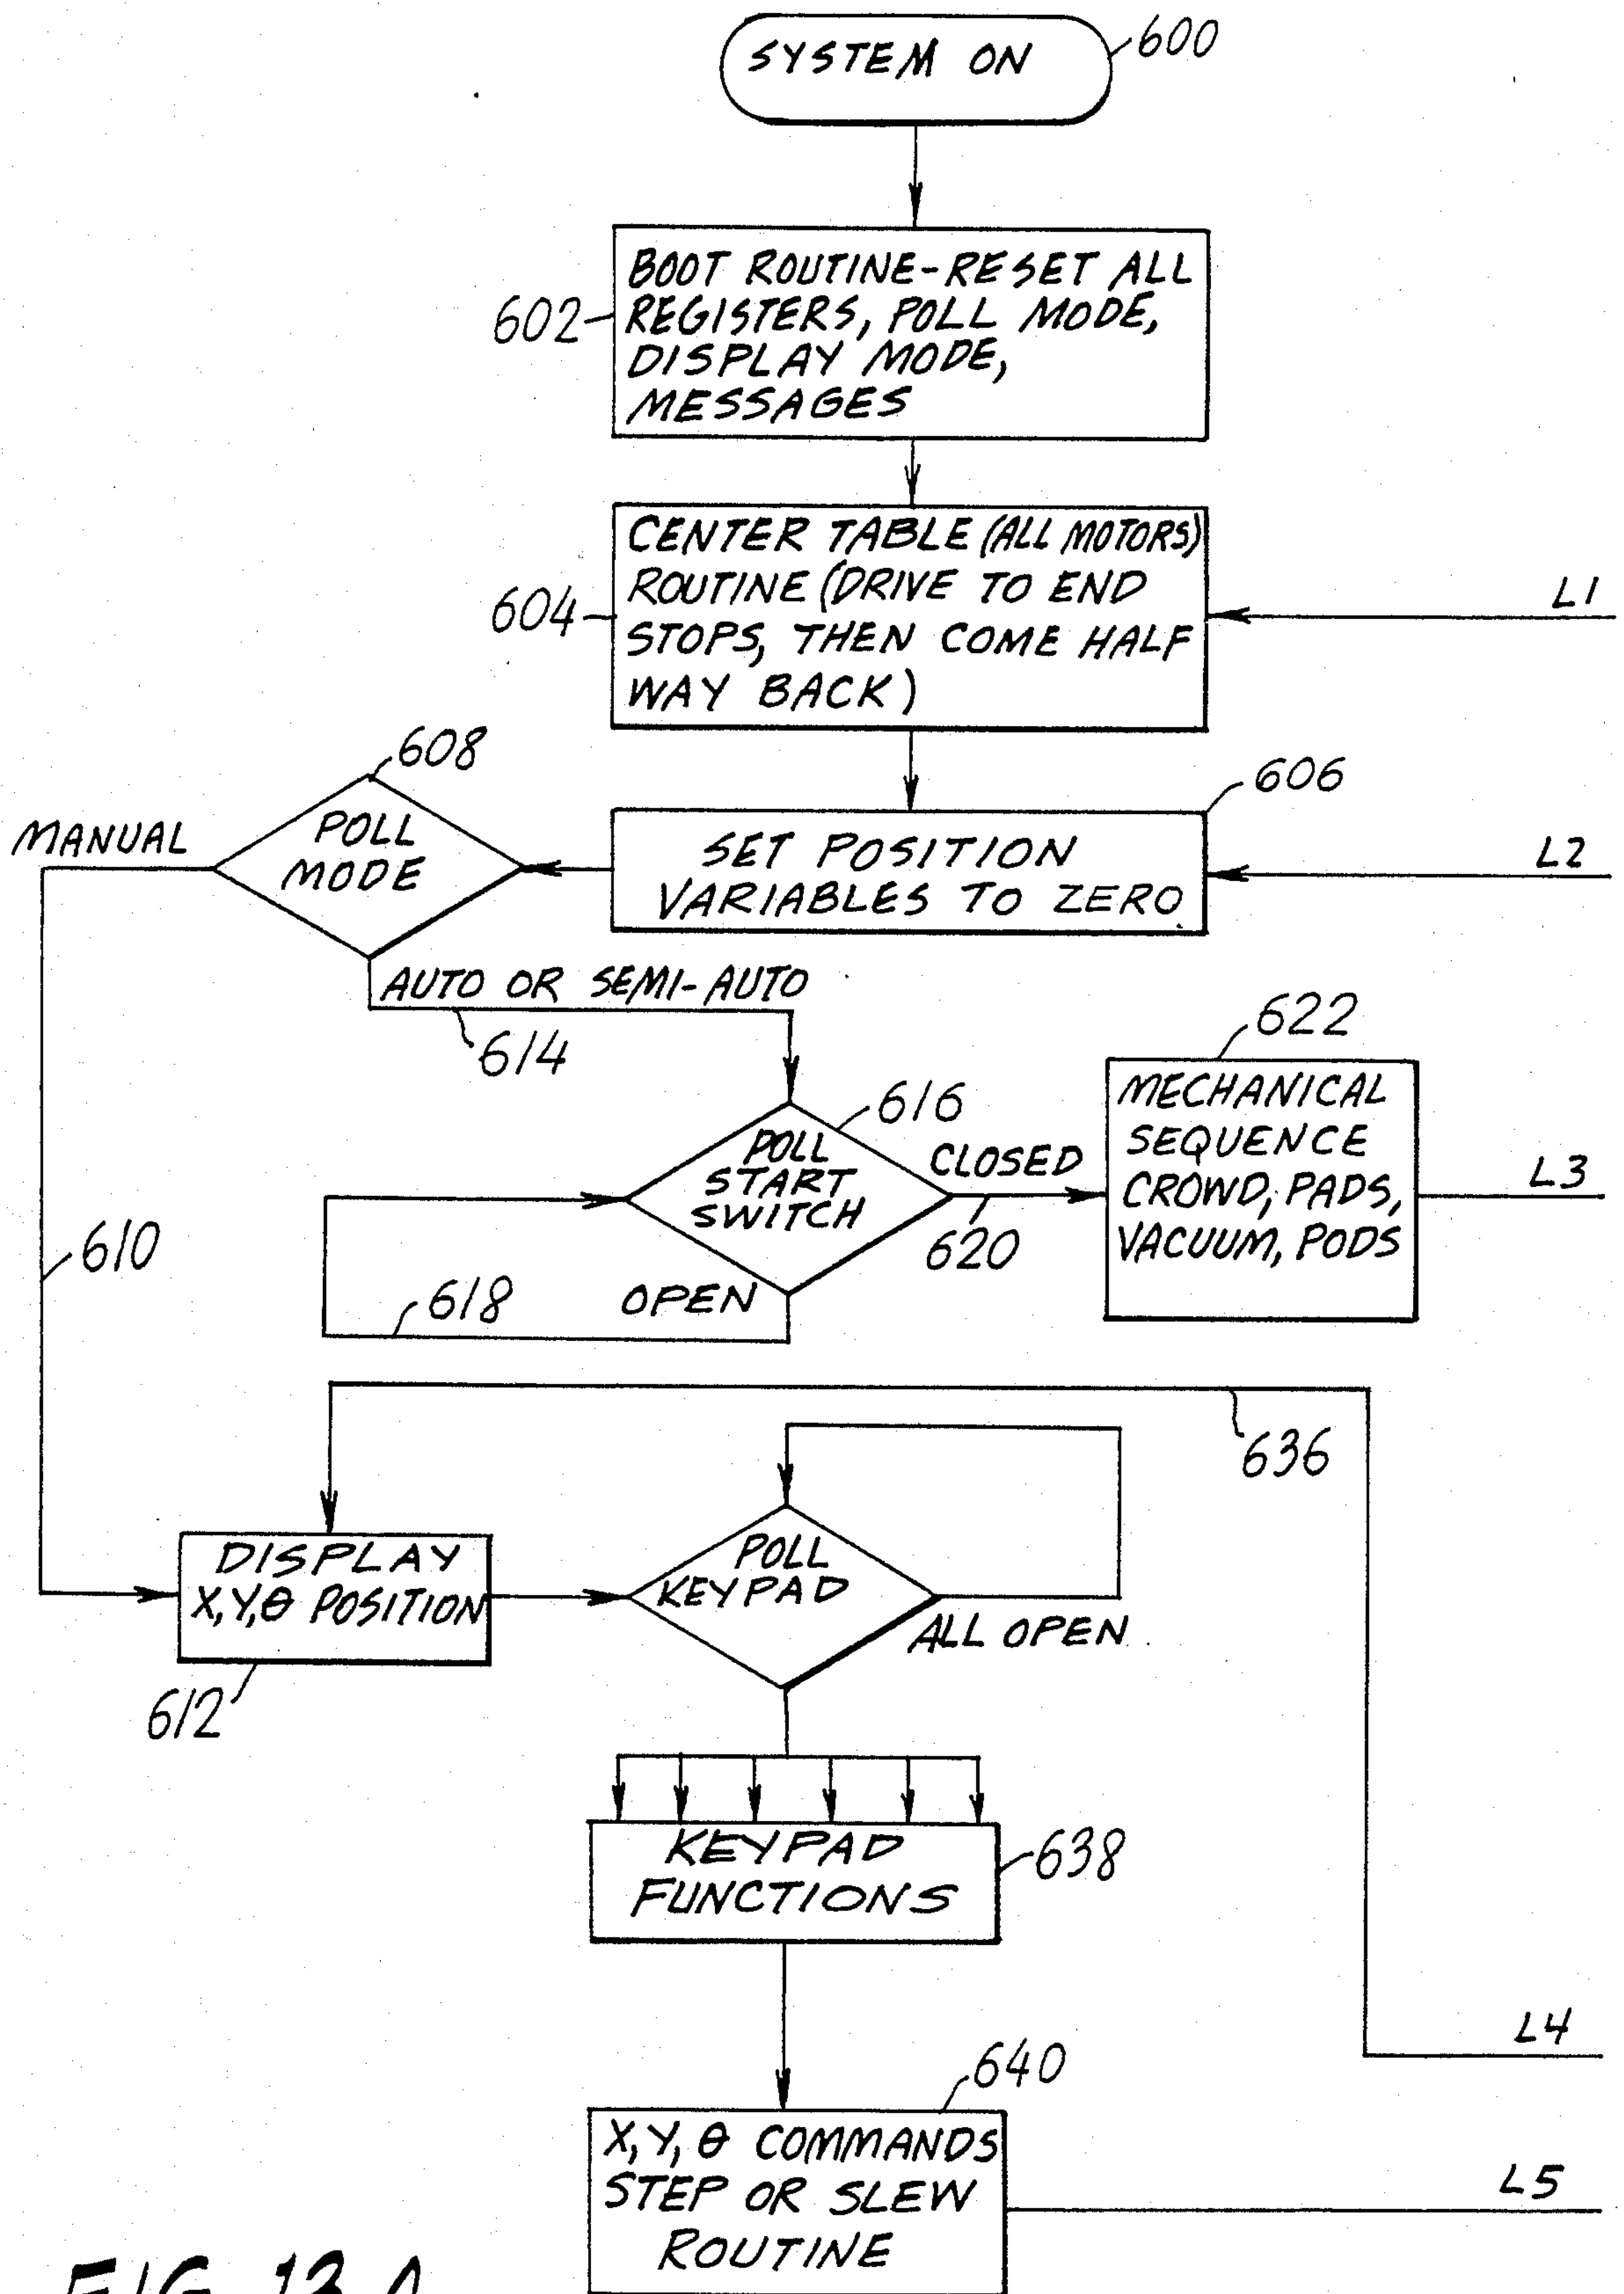 SYSTEM ON
600
BOOT ROUTINE-RESET ALL
REGISTERS, POLL MODE,
DISPLAY MODE,
MESSAGES
602
CENTER TABLE (ALL MOTORS)
ROUTINE (DRIVE TO END
STOPS, THEN COME HALF
WAY BACK)
604
L1
608
606
MANUAL
POLL
MODE
SET POSITION
VARIABLES TO ZERO
L2
AUTO OR SEMI-AUTO
614
622
616
POLL
START
SWITCH
CLOSED
620
MECHANICAL
SEQUENCE
CROWD, PADS,
VACUUM, PODS
L3
610
618
OPEN
636
DISPLAY
X,Y,θ POSITION
612
POLL
KEYPAD
ALL OPEN
KEYPAD
FUNCTIONS
638
L4
640
X,Y,θ COMMANDS
STEP OR SLEW
ROUTINE
L5
FIG. 13A